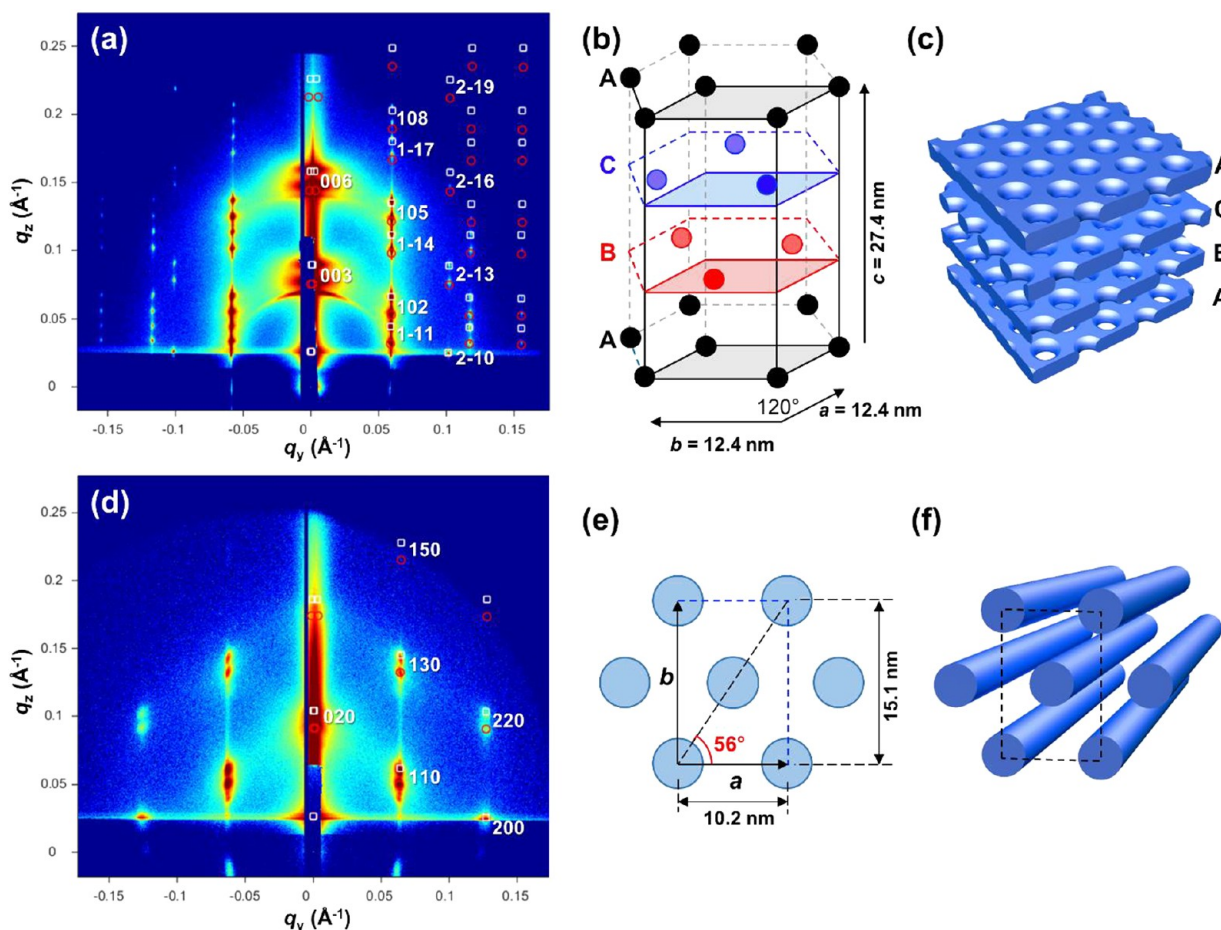 (a)
0.25
0.2
0.15
0.1
0.05
0
qz (Å-1)
-0.15
-0.1
-0.05
0
0.05
0.1
0.15
qy (Å-1)
2-19
108
1-17
2-16
006
105
1-14
003
2-13
102
1-11
2-10
(b)
A
C
B
A
c = 27.4 nm
120°
a = 12.4 nm
b = 12.4 nm
(c)
A
(d)
0.25
0.2
0.15
0.1
0.05
0
qz (Å-1)
-0.15
-0.1
-0.05
0
0.05
0.1
0.15
qy (Å-1)
150
130
020
220
110
200
(e)
b
56°
a
15.1 nm
10.2 nm
(f)